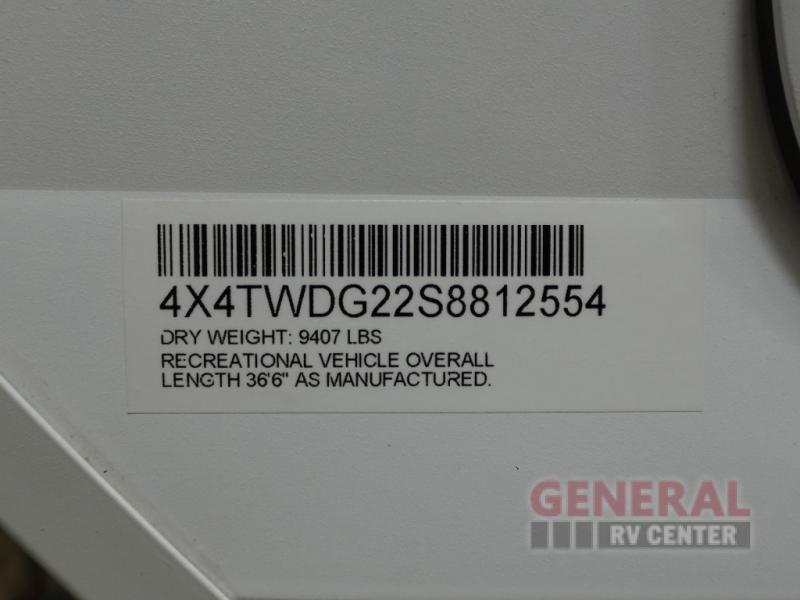 4X4TWDG22S8812554
DRY WEIGHT: 9407 LBS
RECREATIONAL VEHICLE OVERALL
LENGTH 36'6" AS MANUFACTURED.
GENERAL
RV CENTER